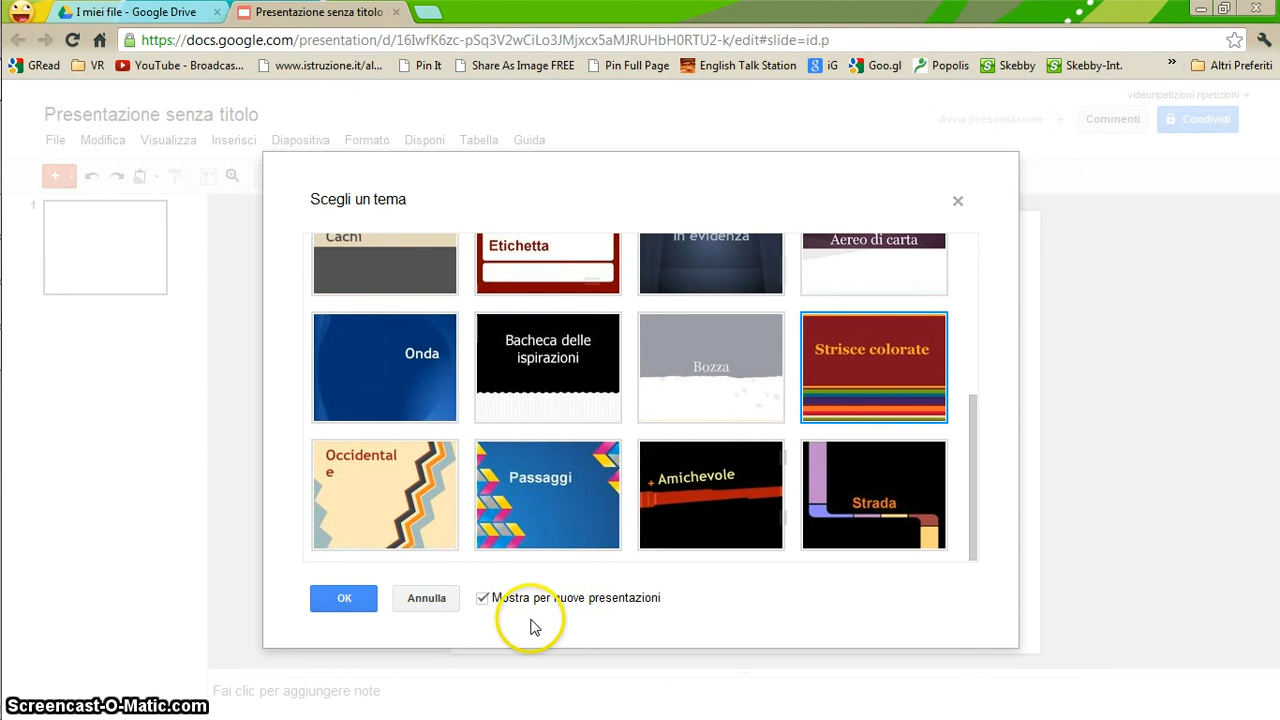 I miei file - Google Drive
Presentazione senza titolo
https://docs.google.com/presentation/d/16IwfK6zc-pSq3V2wCiLo3JMjxcx5aMJRUHbH0RTU2-k/edit#slide=id.p
GRead
VR
YouTube - Broadcas...
www.istruzione.it/al...
Pin It
Share As Image FREE
Pin Full Page
English Talk Station
iG
Goo.gl
Popolis
Skebby
Skebby-Int.
»
Altri Preferiti
videoripetizioni ripetizioni
Presentazione senza titolo
Avvia presentazione
Commenti
Condividi
File Modifica Visualizza Inserisci Diapositiva Formato Disponi Tabella Guida
1
Scegli un tema
Cachi
Etichetta
In evidenza
Aereo di carta
Onda
Bacheca delle
ispirazioni
Bozza
Strisce colorate
Occidental
e
Passaggi
Amichevole
Strada
OK
Annulla
Mostra per nuove presentazioni
Fai clic per aggiungere note
Screencast-O-Matic.com